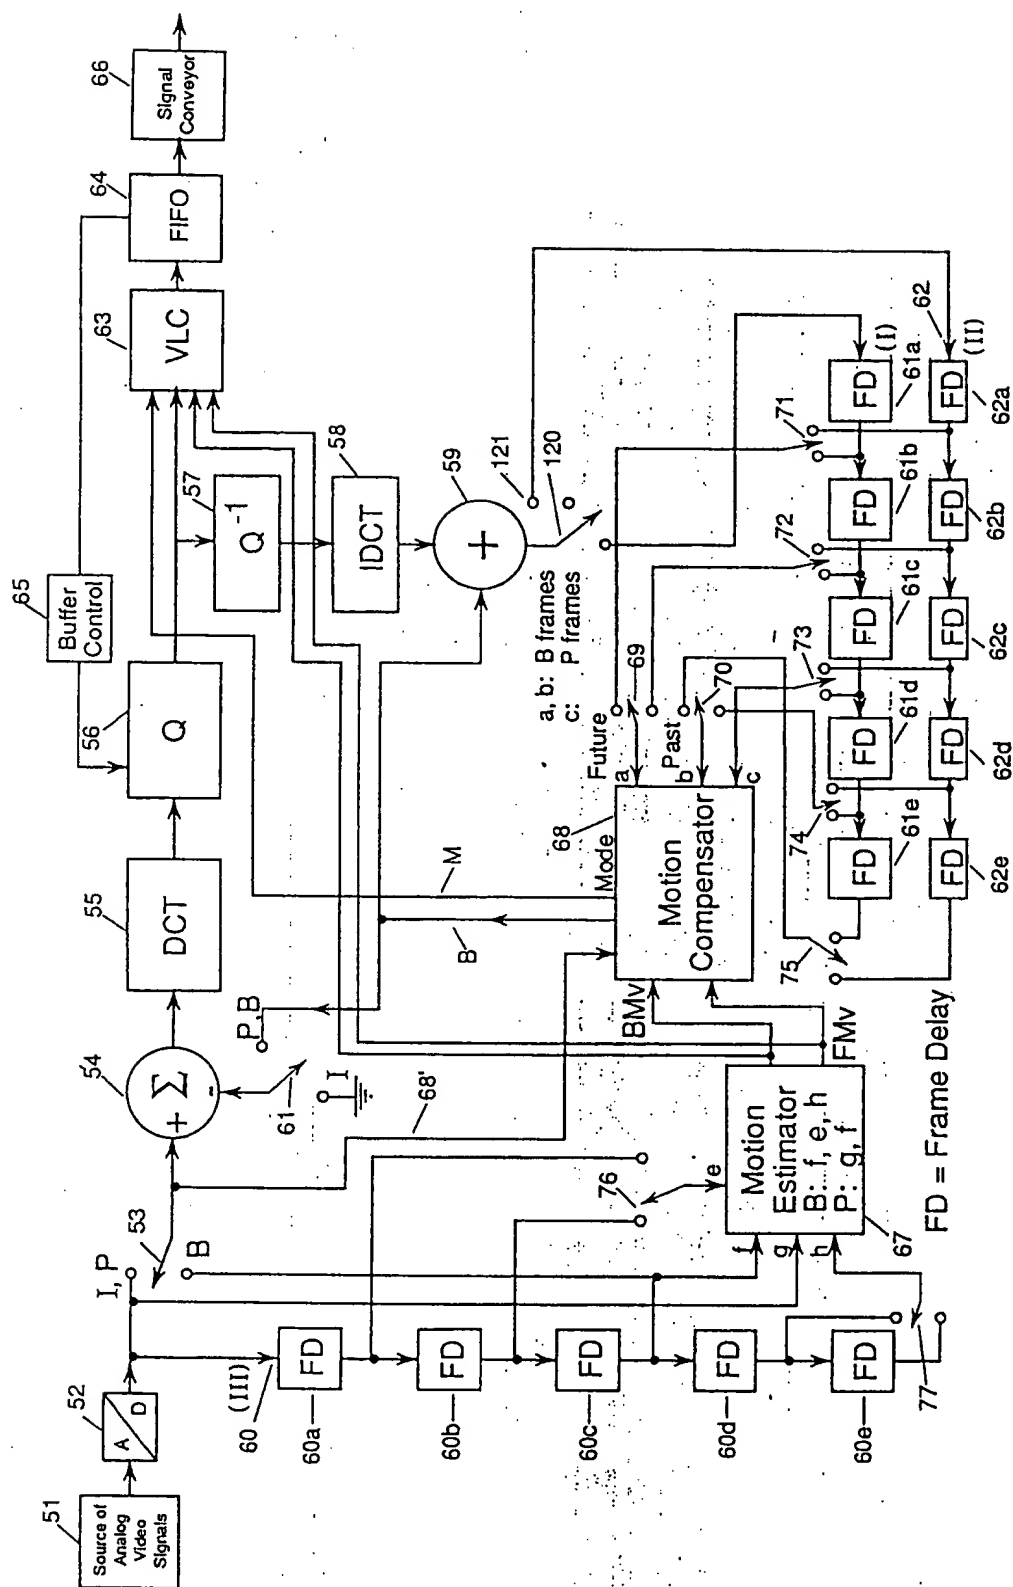 51
Source of
Analog
Video
Signals
52
A
D
I, P
53
B
54
+
Σ
-
61
P, B
I
55
DCT
56
Q
65
Buffer
Control
57
Q⁻¹
58
IDCT
59
+
63
VLC
64
FIFO
66
Signal
Conveyor
68'
B
M
121
120
a, b: B frames
c: P frames
(III)
60
60a
FD
60b
FD
60c
FD
60d
FD
60e
FD
76
e
f
g
h
77
Motion
Estimator
B: f, e, h
P: g, f
67
BMv
FMv
68
Mode
Motion
Compensator
a
b
c
Future
Past
69
70
71
72
73
74
75
FD
61e
FD
61d
FD
61c
FD
61b
FD
61a
(I)
FD
62e
FD
62d
FD
62c
FD
62b
FD
62a
(II)
62
FD = Frame Delay